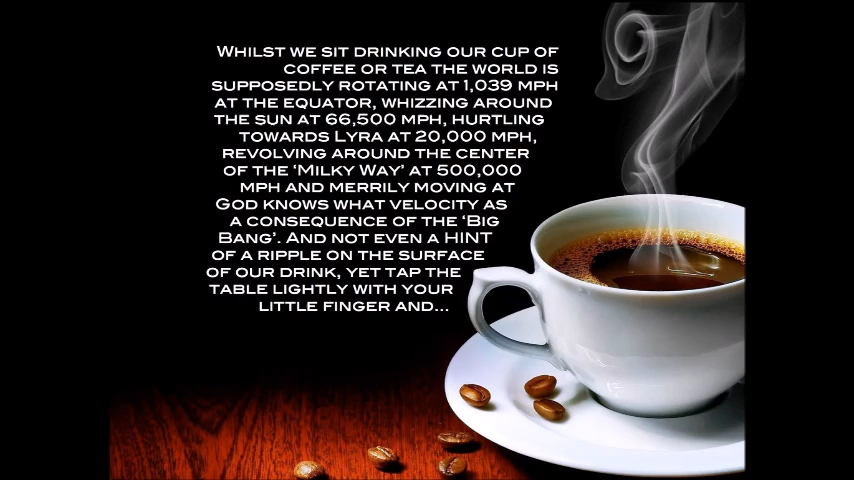 Whilst we sit drinking our cup of
coffee or tea the world is
supposedly rotating at 1,039 mph
at the equator, whizzing around
the sun at 66,500 mph, hurtling
towards Lyra at 20,000 mph,
revolving around the center
of the ‘Milky Way’ at 500,000
mph and merrily moving at
God knows what velocity as
a consequence of the ‘Big
Bang’. And not even a HINT
of a ripple on the surface
of our drink, yet tap the
table lightly with your
little finger and...